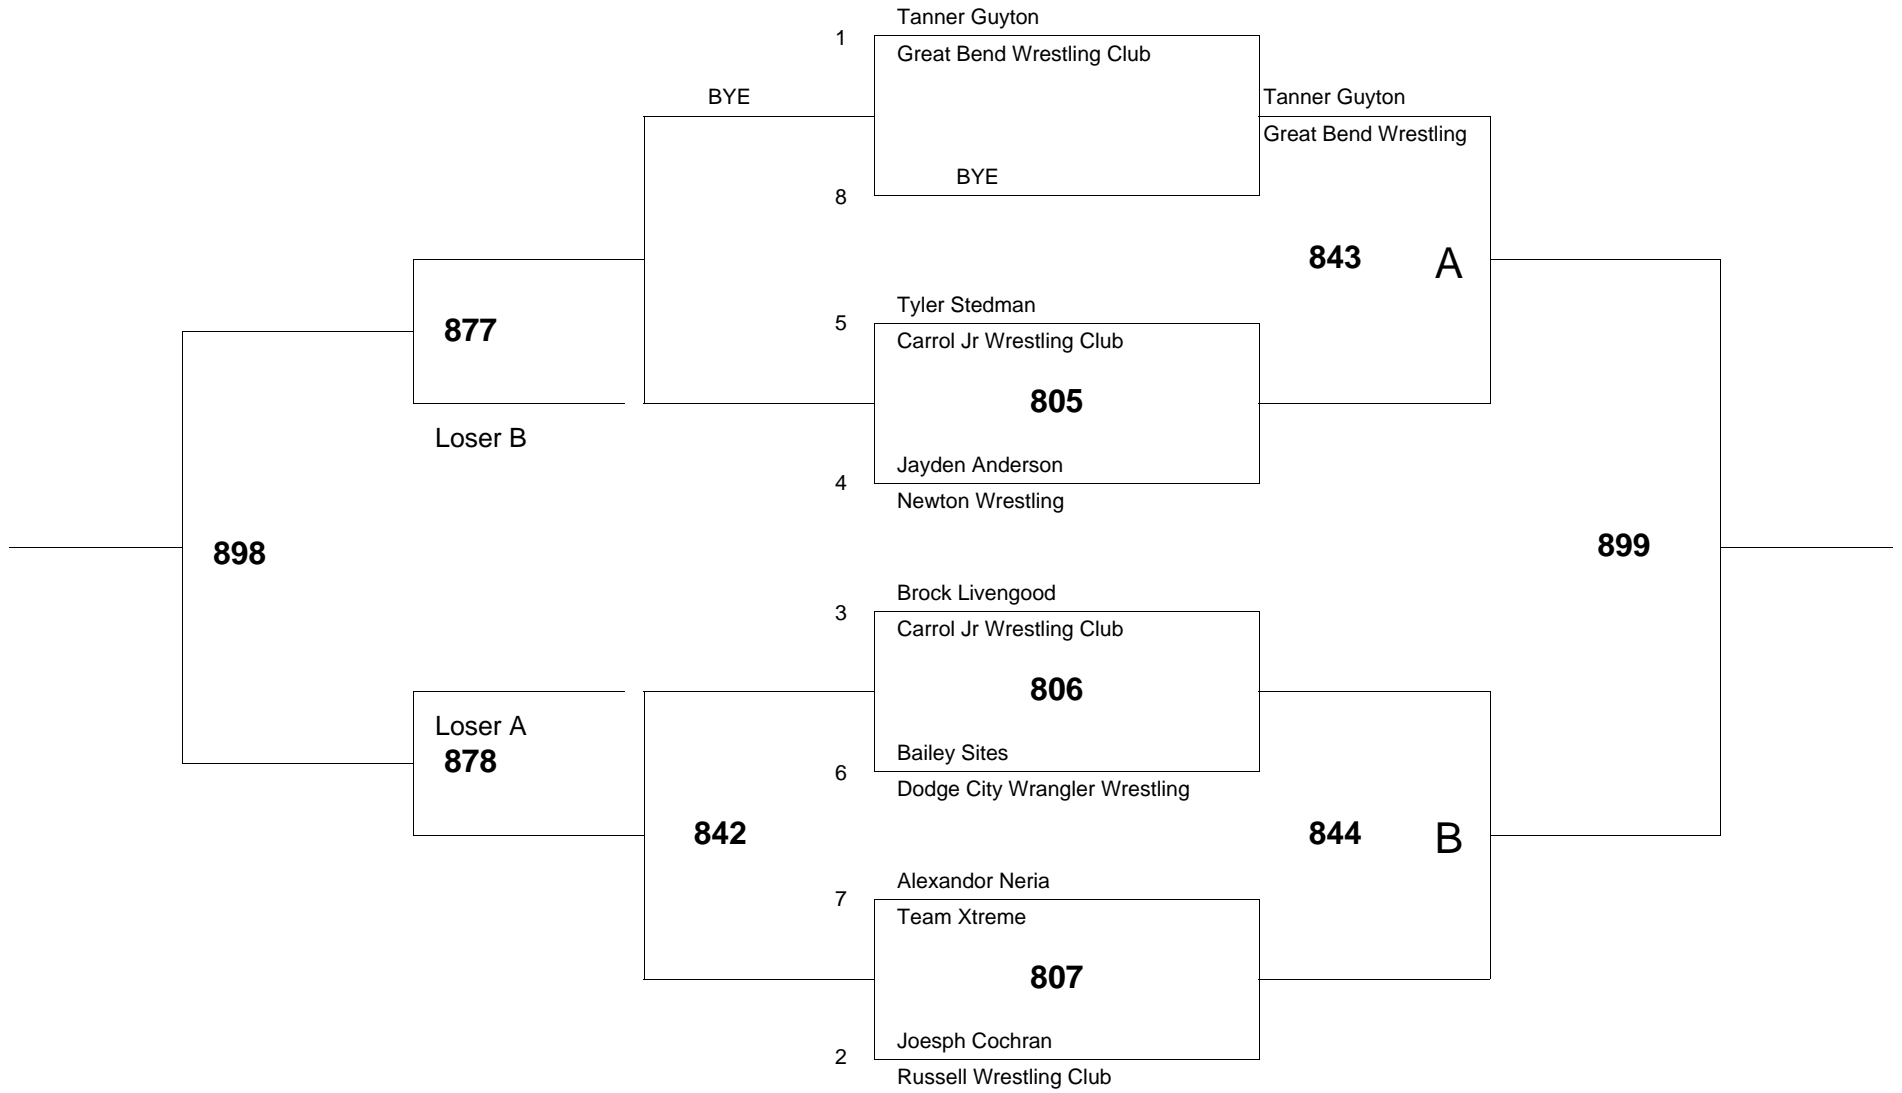 Tanner Guyton
1
Great Bend Wrestling Club
BYE
Tanner Guyton
Great Bend Wrestling
BYE
8
843
A
Tyler Stedman
5
877
Carrol Jr Wrestling Club
805
Loser B
Jayden Anderson
4
Newton Wrestling
898
899
Brock Livengood
3
Carrol Jr Wrestling Club
806
Loser A
878
Bailey Sites
6
Dodge City Wrangler Wrestling
842
844
B
Alexandor Neria
7
Team Xtreme
807
Joesph Cochran
2
Russell Wrestling Club